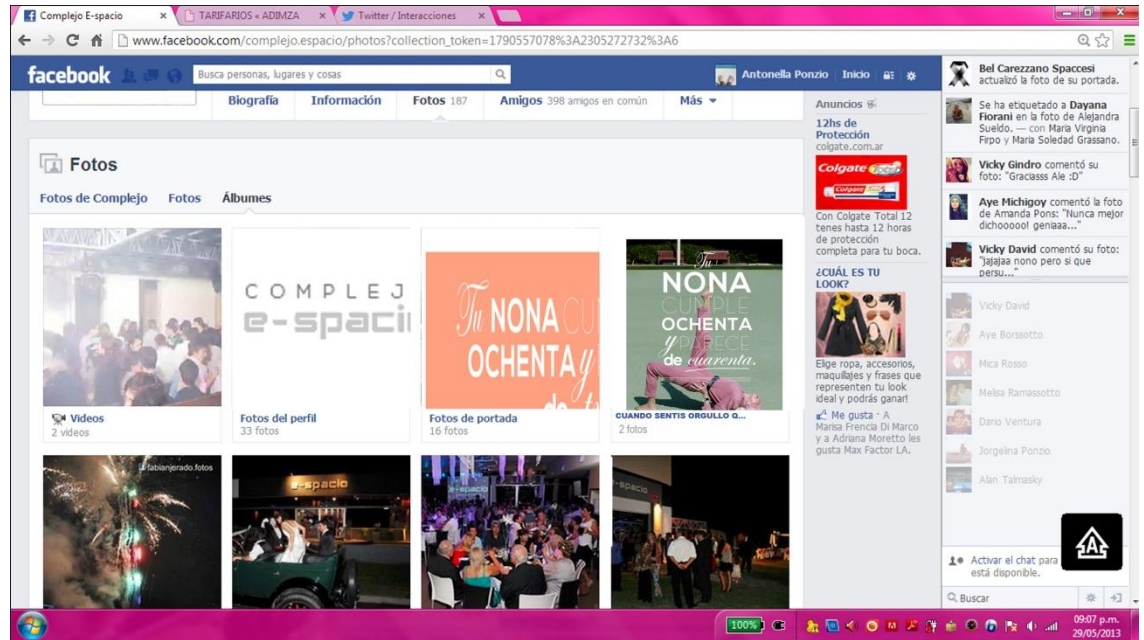 Complejo E-spacio
TARIFARIOS « ADIMZA
Twitter / Interacciones
www.facebook.com/complejo.espacio/photos?collection_token=1790557078%3A2305272732%3A6
facebook
Busca personas, lugares y cosas
Antonella Ponzio
Inicio
Biografía
Información
Fotos 187
Amigos 398 amigos en común
Más
Fotos
Fotos de Complejo
Fotos
Álbumes
COMPLEJ
e-spaci
Tu NONA CU
OCHENTA y
Tu
NONA
CUMPLE
OCHENTA
y PARECE
de cuarenta.
Videos
2 videos
Fotos del perfil
33 fotos
Fotos de portada
16 fotos
CUANDO SENTIS ORGULLO Q...
2 fotos
fabianjerado.fotos
e-spacio
e-spacio
e-spacio
Anuncios
12hs de
Protección
colgate.com.ar
Colgate
Colgate
Con Colgate Total 12
tenes hasta 12 horas
de protección
completa para tu boca.
¿CUÁL ES TU
LOOK?
Elige ropa, accesorios,
maquillajes y frases que
representen tu look
ideal y podrás ganar!
Me gusta · A
Marisa Frencia Di Marco
y a Adriana Moretto les
gusta Max Factor LA.
Bel Carezzano Spaccesi
actualizó la foto de su portada.
Se ha etiquetado a Dayana
Fiorani en la foto de Alejandra
Sueldo. — con Maria Virginia
Firpo y Maria Soledad Grassano.
Vicky Gindro comentó su
foto: "Graciasss Ale :D"
Aye Michigoy comentó la foto
de Amanda Pons: "Nunca mejor
dichooooo! geniaaa..."
Vicky David comentó su foto:
"jajajaa nono pero si que
persu..."
Vicky David
Aye Borssotto
Mica Rosso
Melisa Ramassotto
Dario Ventura
Jorgelina Ponzio
Alan Talmasky
A
Activar el chat para
está disponible.
Buscar
100%
09:07 p.m.
29/05/2013